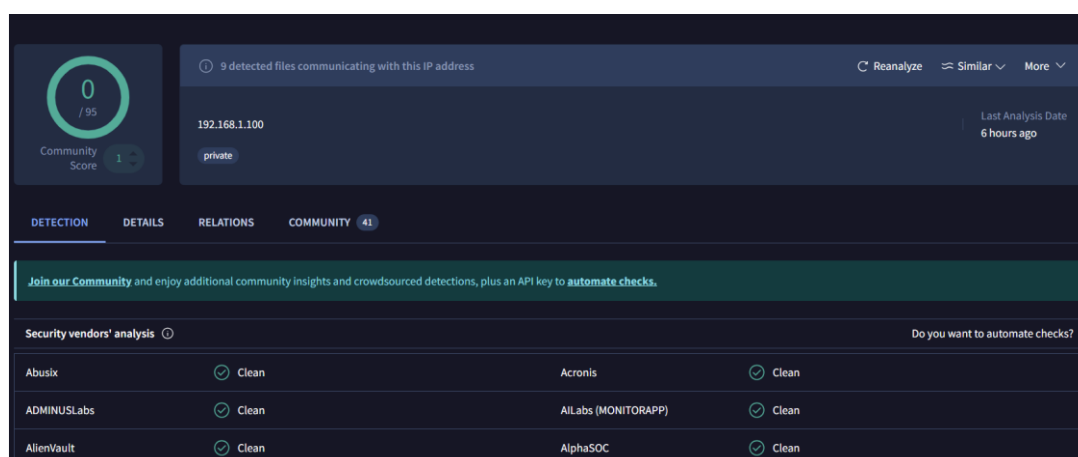 9 detected files communicating with this IP address
Reanalyze Similar More
0
/ 95
Community Score 1
192.168.1.100
private
Last Analysis Date
6 hours ago
DETECTION DETAILS RELATIONS COMMUNITY 41
Join our Community and enjoy additional community insights and crowdsourced detections, plus an API key to automate checks.
Security vendors' analysis Do you want to automate checks?
Abusix Clean Acronis Clean
ADMINUSLabs Clean AILabs (MONITORAPP) Clean
AlienVault Clean AlphaSOC Clean